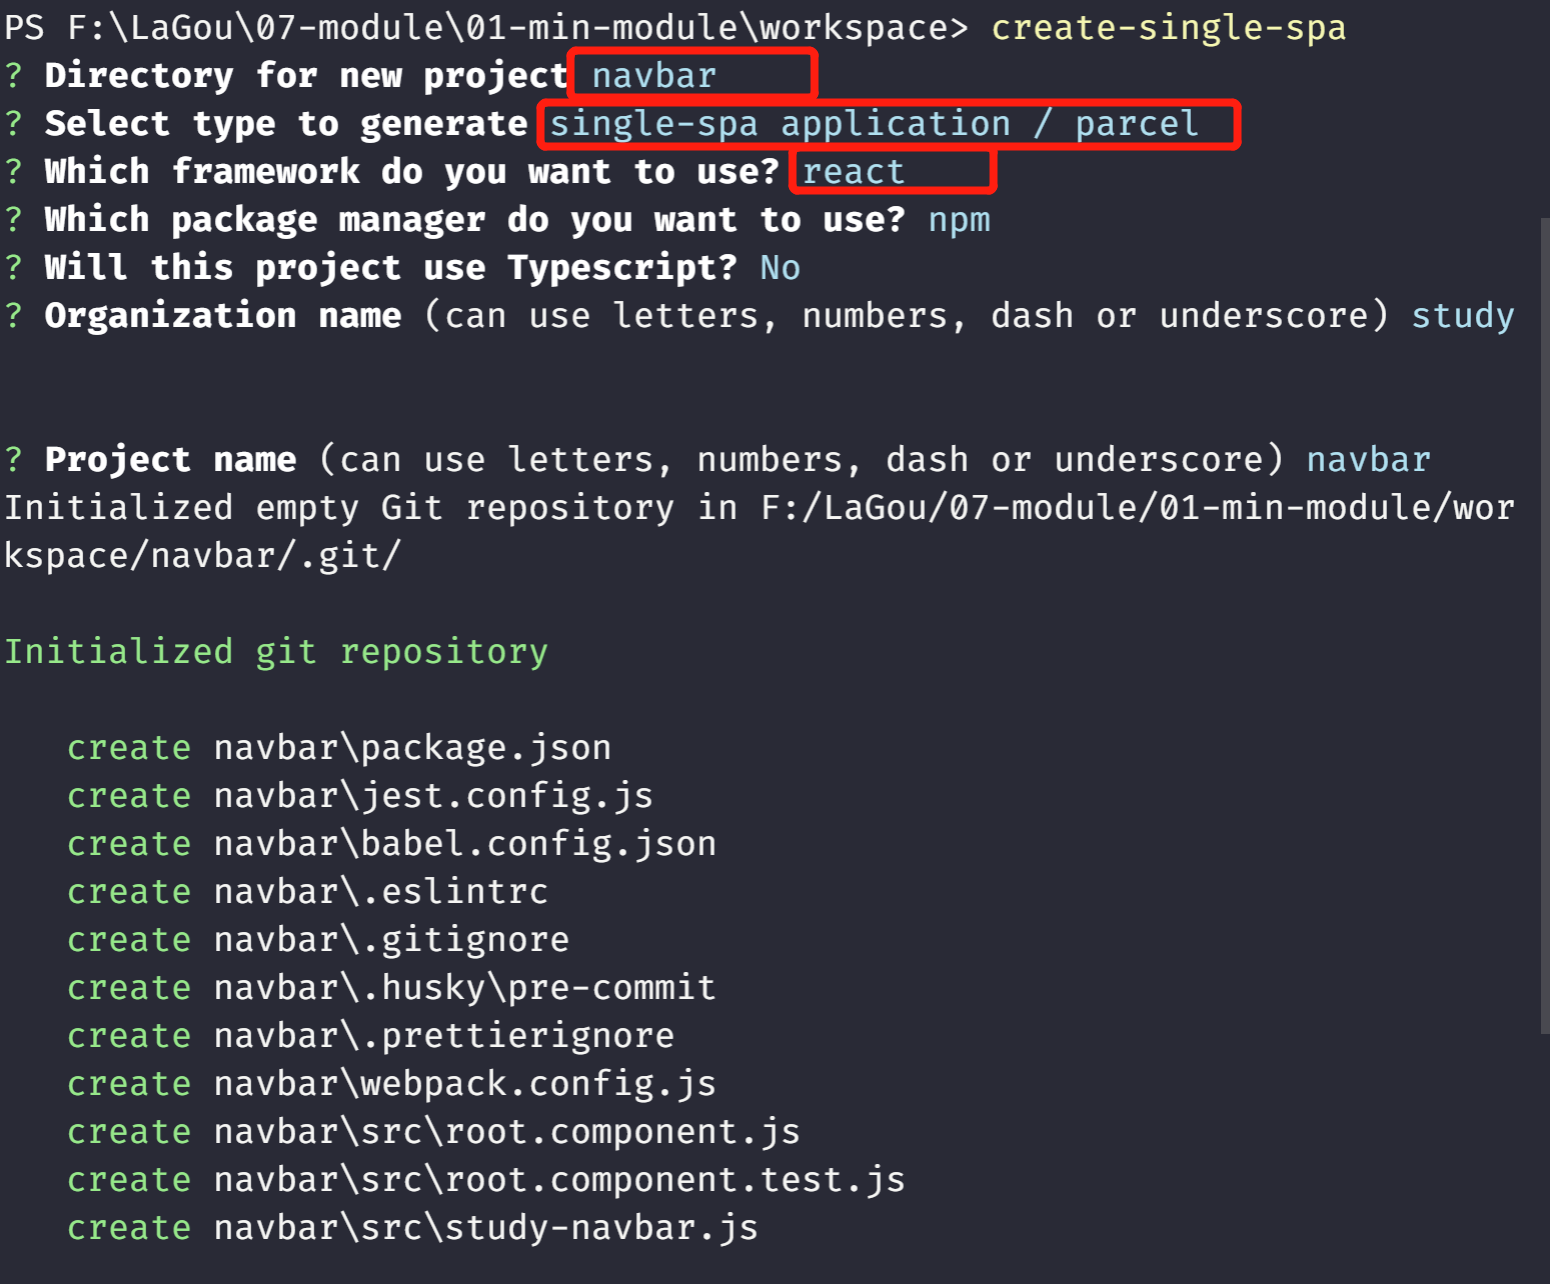 PS F:\LaGou\07-module\01-min-module\workspace> create-single-spa
? Directory for new project navbar
? Select type to generate single-spa application / parcel
? Which framework do you want to use? react
? Which package manager do you want to use? npm
? Will this project use Typescript? No
? Organization name (can use letters, numbers, dash or underscore) study
? Project name (can use letters, numbers, dash or underscore) navbar
Initialized empty Git repository in F:/LaGou/07-module/01-min-module/wor
kspace/navbar/.git/
Initialized git repository
create navbar\package.json
create navbar\jest.config.js
create navbar\babel.config.json
create navbar\.eslintrc
create navbar\.gitignore
create navbar\.husky\pre-commit
create navbar\.prettierignore
create navbar\webpack.config.js
create navbar\src\root.component.js
create navbar\src\root.component.test.js
create navbar\src\study-navbar.js